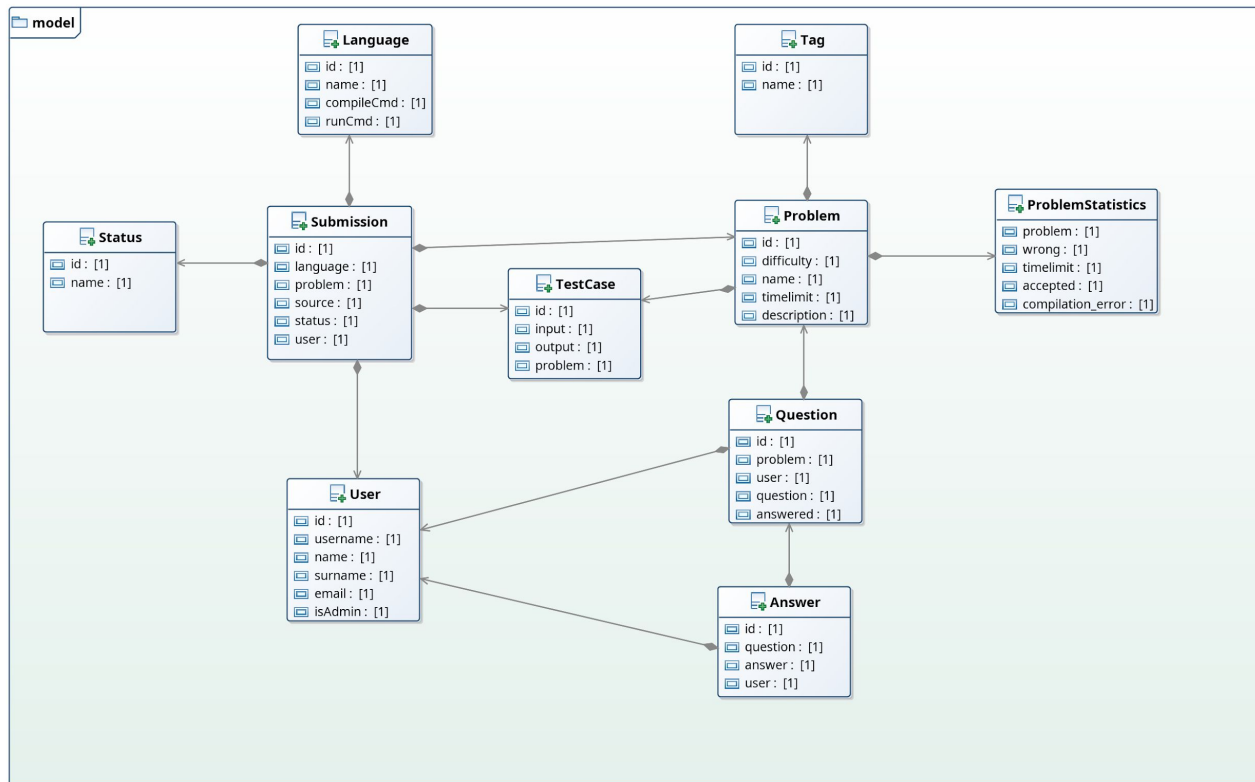 model
Language
id : [1]
name : [1]
compileCmd : [1]
runCmd : [1]
Tag
id : [1]
name : [1]
Status
id : [1]
name : [1]
Submission
id : [1]
language : [1]
problem : [1]
source : [1]
status : [1]
user : [1]
TestCase
id : [1]
input : [1]
output : [1]
problem : [1]
Problem
id : [1]
difficulty : [1]
name : [1]
timelimit : [1]
description : [1]
ProblemStatistics
problem : [1]
wrong : [1]
timelimit : [1]
accepted : [1]
compilation_error : [1]
User
id : [1]
username : [1]
name : [1]
surname : [1]
email : [1]
isAdmin : [1]
Question
id : [1]
problem : [1]
user : [1]
question : [1]
answered : [1]
Answer
id : [1]
question : [1]
answer : [1]
user : [1]